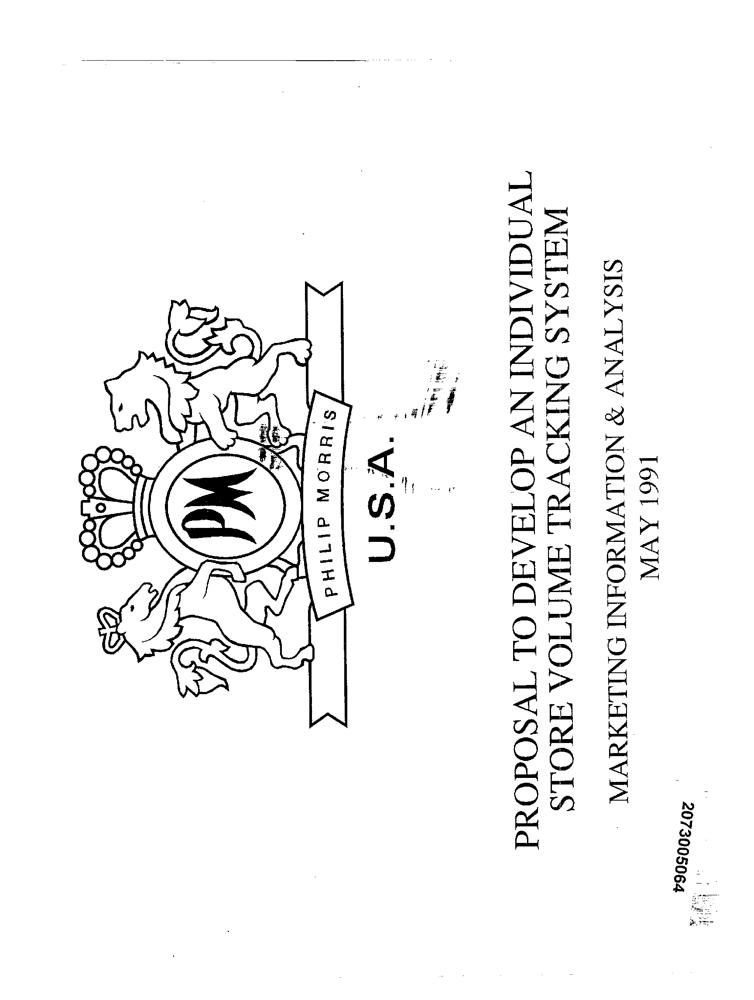 PM
PHILIP MORRIS
U.S.A.
PROPOSAL TO DEVELOP AN INDIVIDUAL
STORE VOLUME TRACKING SYSTEM
MARKETING INFORMATION & ANALYSIS
MAY 1991
2073005064